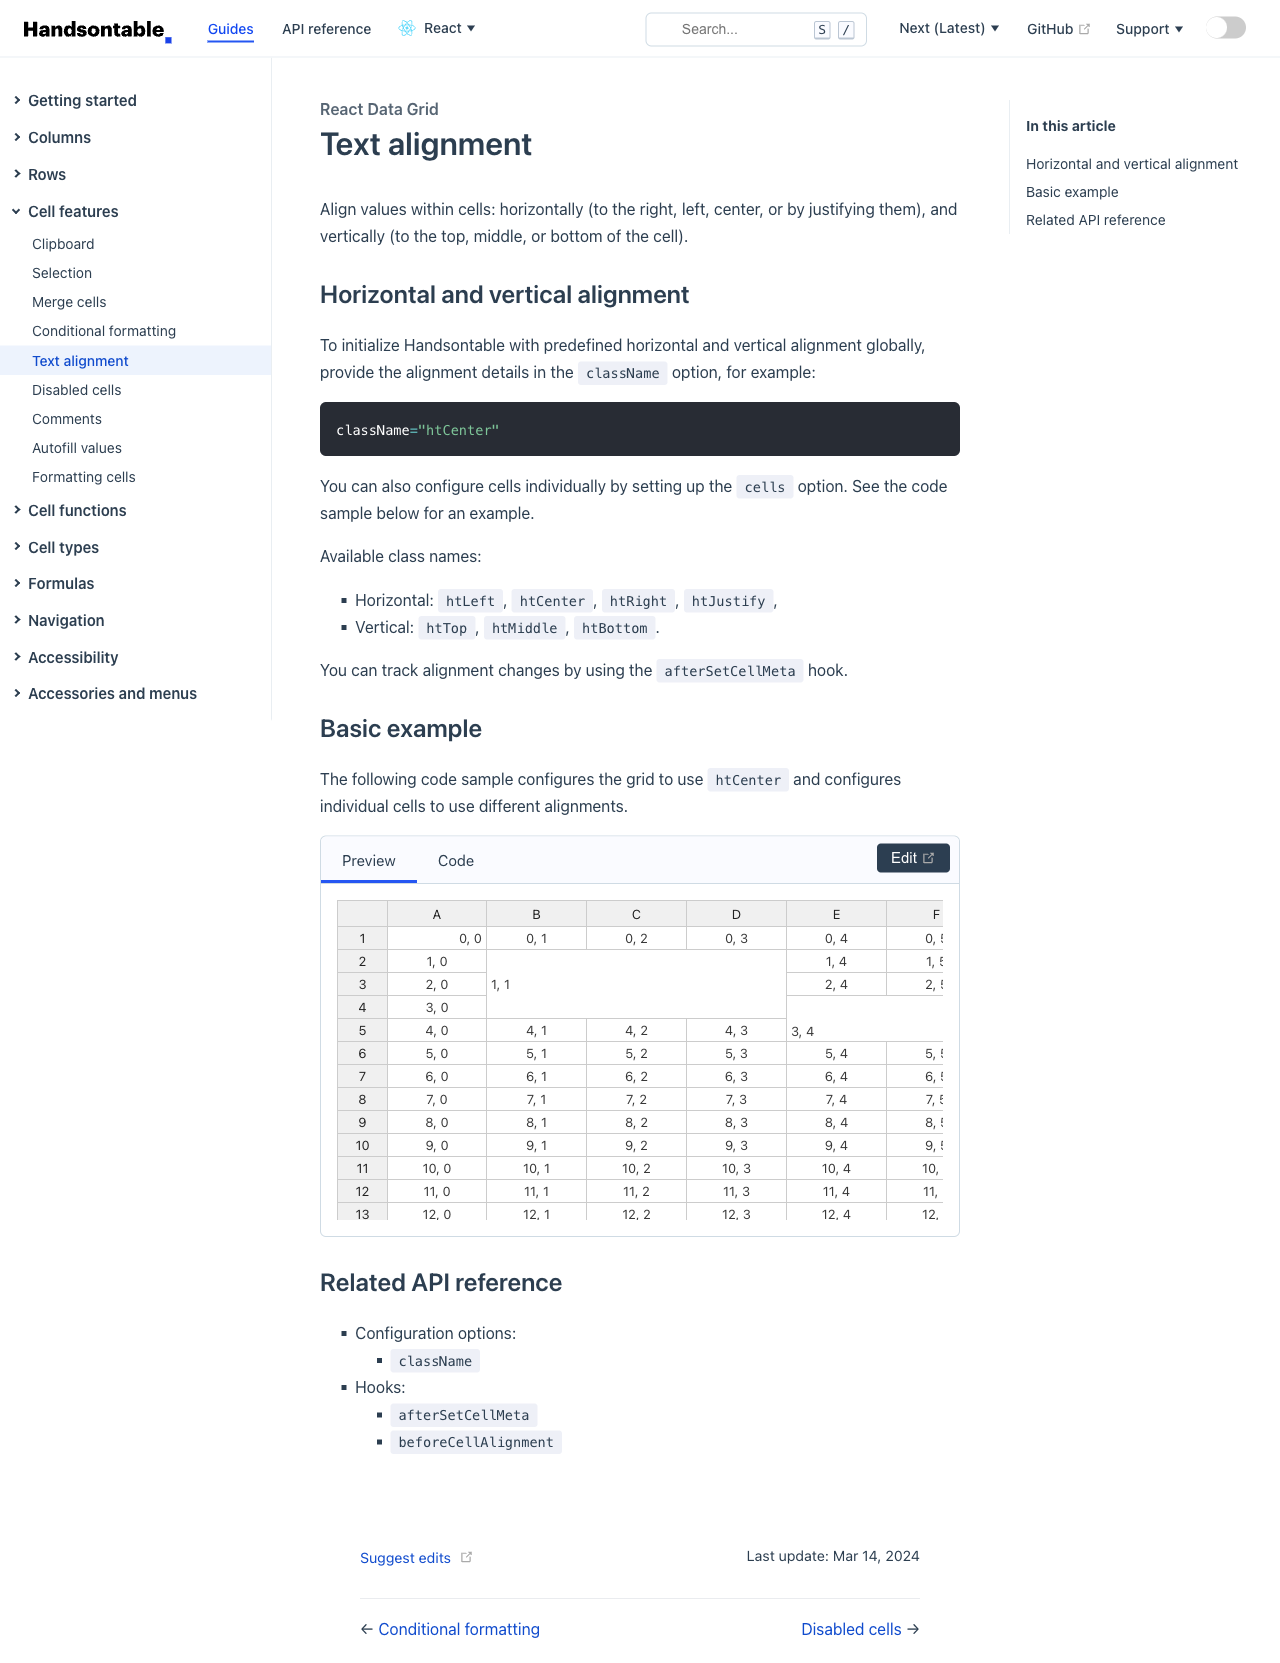 Handsontable
Guides
API reference
React
Search...
S
/
Next (Latest)
GitHub
Support
Getting started
Columns
Rows
Cell features
Clipboard
Selection
Merge cells
Conditional formatting
Text alignment
Disabled cells
Comments
Autofill values
Formatting cells
Cell functions
Cell types
Formulas
Navigation
Accessibility
Accessories and menus
React Data Grid
Text alignment
Align values within cells: horizontally (to the right, left, center, or by justifying them), and
vertically (to the top, middle, or bottom of the cell).
Horizontal and vertical alignment
To initialize Handsontable with predefined horizontal and vertical alignment globally,
provide the alignment details in the className option, for example:
className="htCenter"
You can also configure cells individually by setting up the cells option. See the code
sample below for an example.
Available class names:
Horizontal: htLeft, htCenter, htRight, htJustify,
Vertical: htTop, htMiddle, htBottom.
You can track alignment changes by using the afterSetCellMeta hook.
Basic example
The following code sample configures the grid to use htCenter and configures
individual cells to use different alignments.
Preview Code Edit
A B C D E F
1 0, 0 0, 1 0, 2 0, 3 0, 4 0, 5
2 1, 0 1, 4 1, 5
3 2, 0 1, 1 2, 4 2, 5
4 3, 0
5 4, 0 4, 1 4, 2 4, 3 3, 4
6 5, 0 5, 1 5, 2 5, 3 5, 4 5, 5
7 6, 0 6, 1 6, 2 6, 3 6, 4 6, 5
8 7, 0 7, 1 7, 2 7, 3 7, 4 7, 5
9 8, 0 8, 1 8, 2 8, 3 8, 4 8, 5
10 9, 0 9, 1 9, 2 9, 3 9, 4 9, 5
11 10, 0 10, 1 10, 2 10, 3 10, 4 10,
12 11, 0 11, 1 11, 2 11, 3 11, 4 11,
13 12, 0 12, 1 12, 2 12, 3 12, 4 12,
Related API reference
Configuration options:
className
Hooks:
afterSetCellMeta
beforeCellAlignment
Suggest edits
Last update: Mar 14, 2024
← Conditional formatting
Disabled cells →
In this article
Horizontal and vertical alignment
Basic example
Related API reference